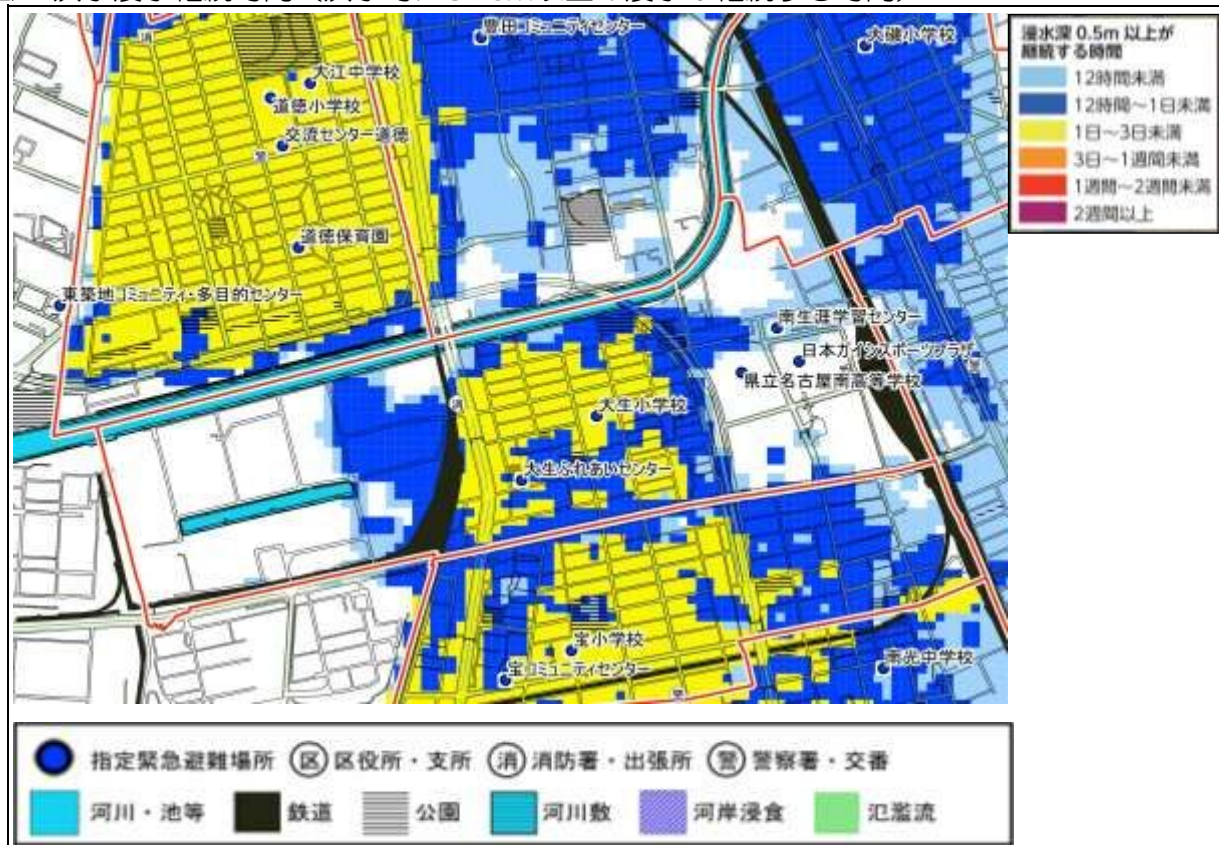 豊田コミュニティセンター
大磯小学校
大江中学校
道徳小学校
交流センター道徳
道徳保育園
東築地コミュニティ・多目的センター
南生涯学習センター
日本ガイシスポーツプラザ
県立名古屋南高等学校
大生小学校
大生ふれあいセンター
宝小学校
宝コミュニティセンター
南光中学校
浸水深 0.5m 以上が
継続する時間
12時間未満
12時間〜1日未満
1日〜3日未満
3日〜1週間未満
1週間〜2週間未満
2週間以上
指定緊急避難場所 区 区役所・支所 消 消防署・出張所 警 警察署・交番
河川・池等 鉄道 公園 河川敷 河岸浸食 氾濫流